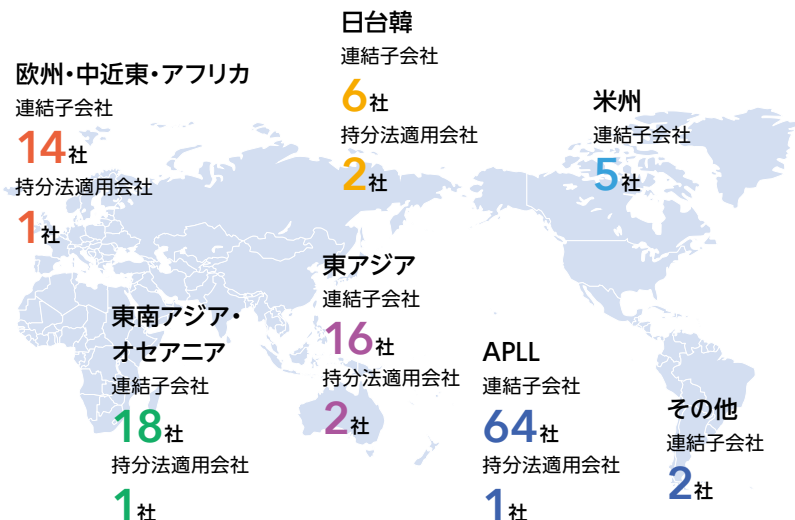 欧州・中近東・アフリカ
連結子会社
14社
持分法適用会社
1社
日台韓
連結子会社
6社
持分法適用会社
2社
米州
連結子会社
5社
東南アジア・
オセアニア
連結子会社
18社
持分法適用会社
1社
東アジア
連結子会社
16社
持分法適用会社
2社
APLL
連結子会社
64社
持分法適用会社
1社
その他
連結子会社
2社